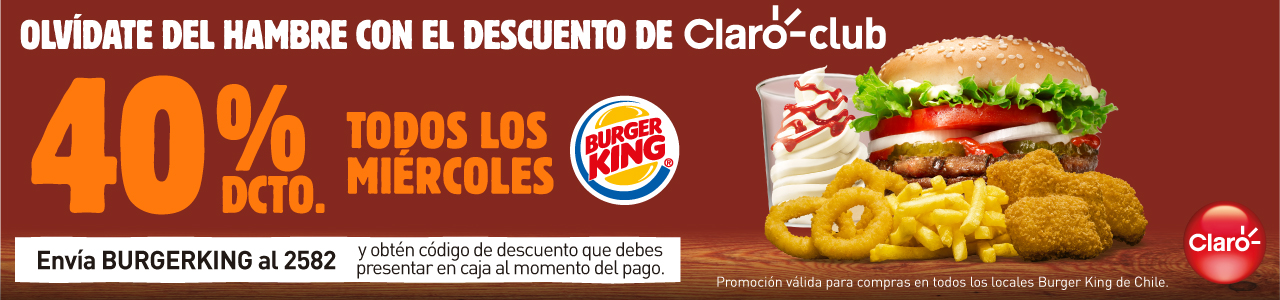 OLVÍDATE DEL HAMBRE CON EL DESCUENTO DE Claro-club
40% DCTO.
TODOS LOS
MIÉRCOLES
BURGER
KING®
Envía BURGERKING al 2582
y obtén código de descuento que debes
presentar en caja al momento del pago.
Claro
Promoción válida para compras en todos los locales Burger King de Chile.